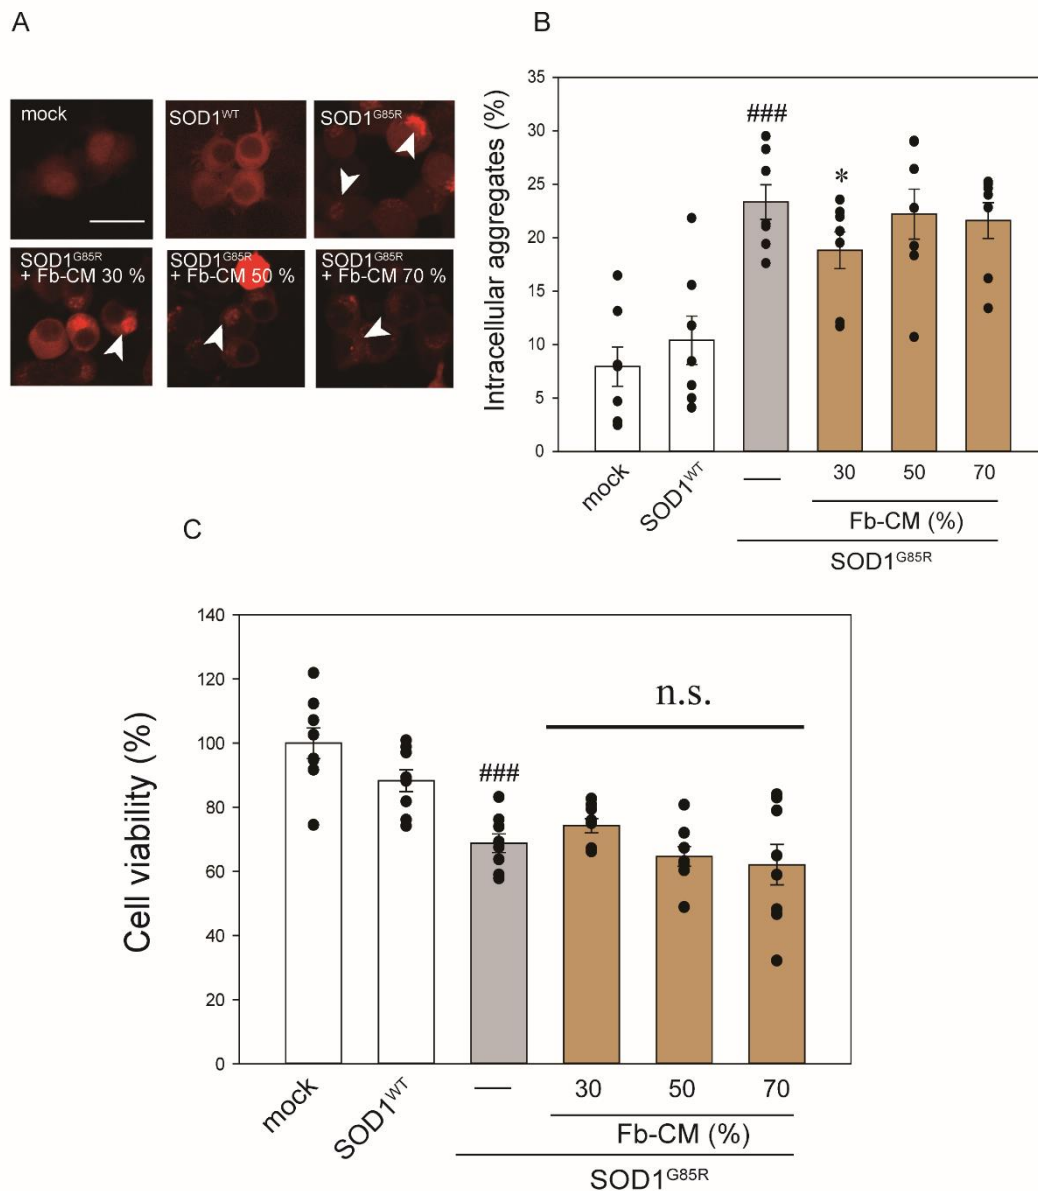 A
mock
SOD1WT
SOD1G85R
SOD1G85R
+ Fb-CM 30 %
SOD1G85R
+ Fb-CM 50 %
SOD1G85R
+ Fb-CM 70 %
B
Intracellular aggregates (%)
35
30
25
20
15
10
5
0
###
*
mock
SOD1WT
—
30
50
70
Fb-CM (%)
SOD1G85R
C
Cell viability (%)
140
120
100
80
60
40
20
0
###
n.s.
mock
SOD1WT
—
30
50
70
Fb-CM (%)
SOD1G85R